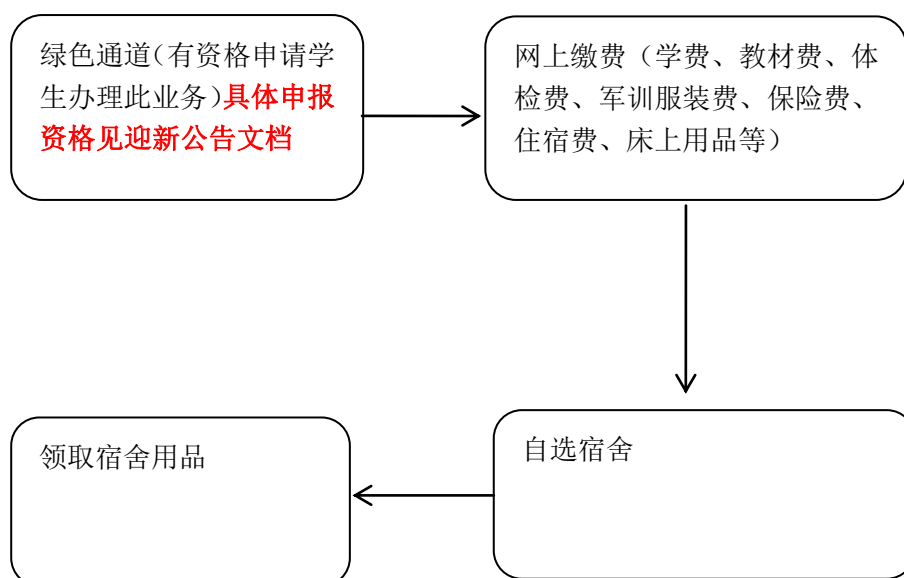 绿色通道（有资格申请学
生办理此业务）具体申报
资格见迎新公告文档
网上缴费（学费、教材费、体
检费、军训服装费、保险费、
住宿费、床上用品等）
领取宿舍用品
自选宿舍